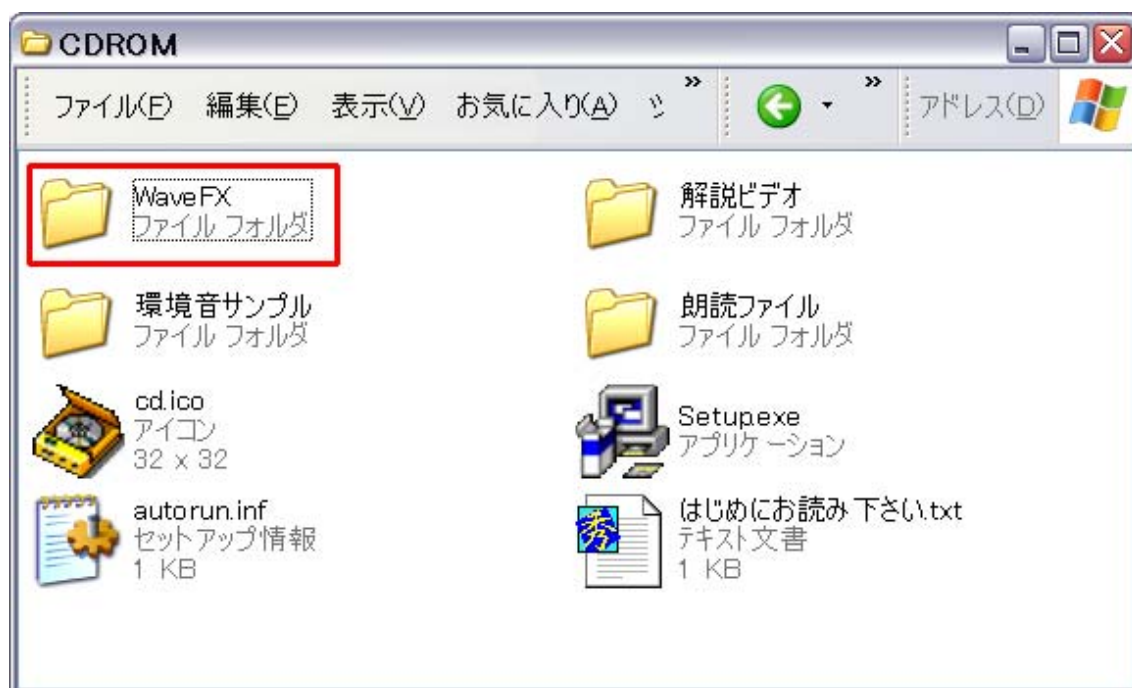 CDROM
ファイル(F) 編集(E) 表示(V) お気に入り(A) ツ » » アドレス(D)
WaveFX
ファイル フォルダ
解説ビデオ
ファイル フォルダ
環境音サンプル
ファイル フォルダ
朗読ファイル
ファイル フォルダ
cd.ico
アイコン
32 x 32
Setup.exe
アプリケーション
autorun.inf
セットアップ情報
1 KB
秀
はじめにお読み下さい.txt
テキスト文書
1 KB